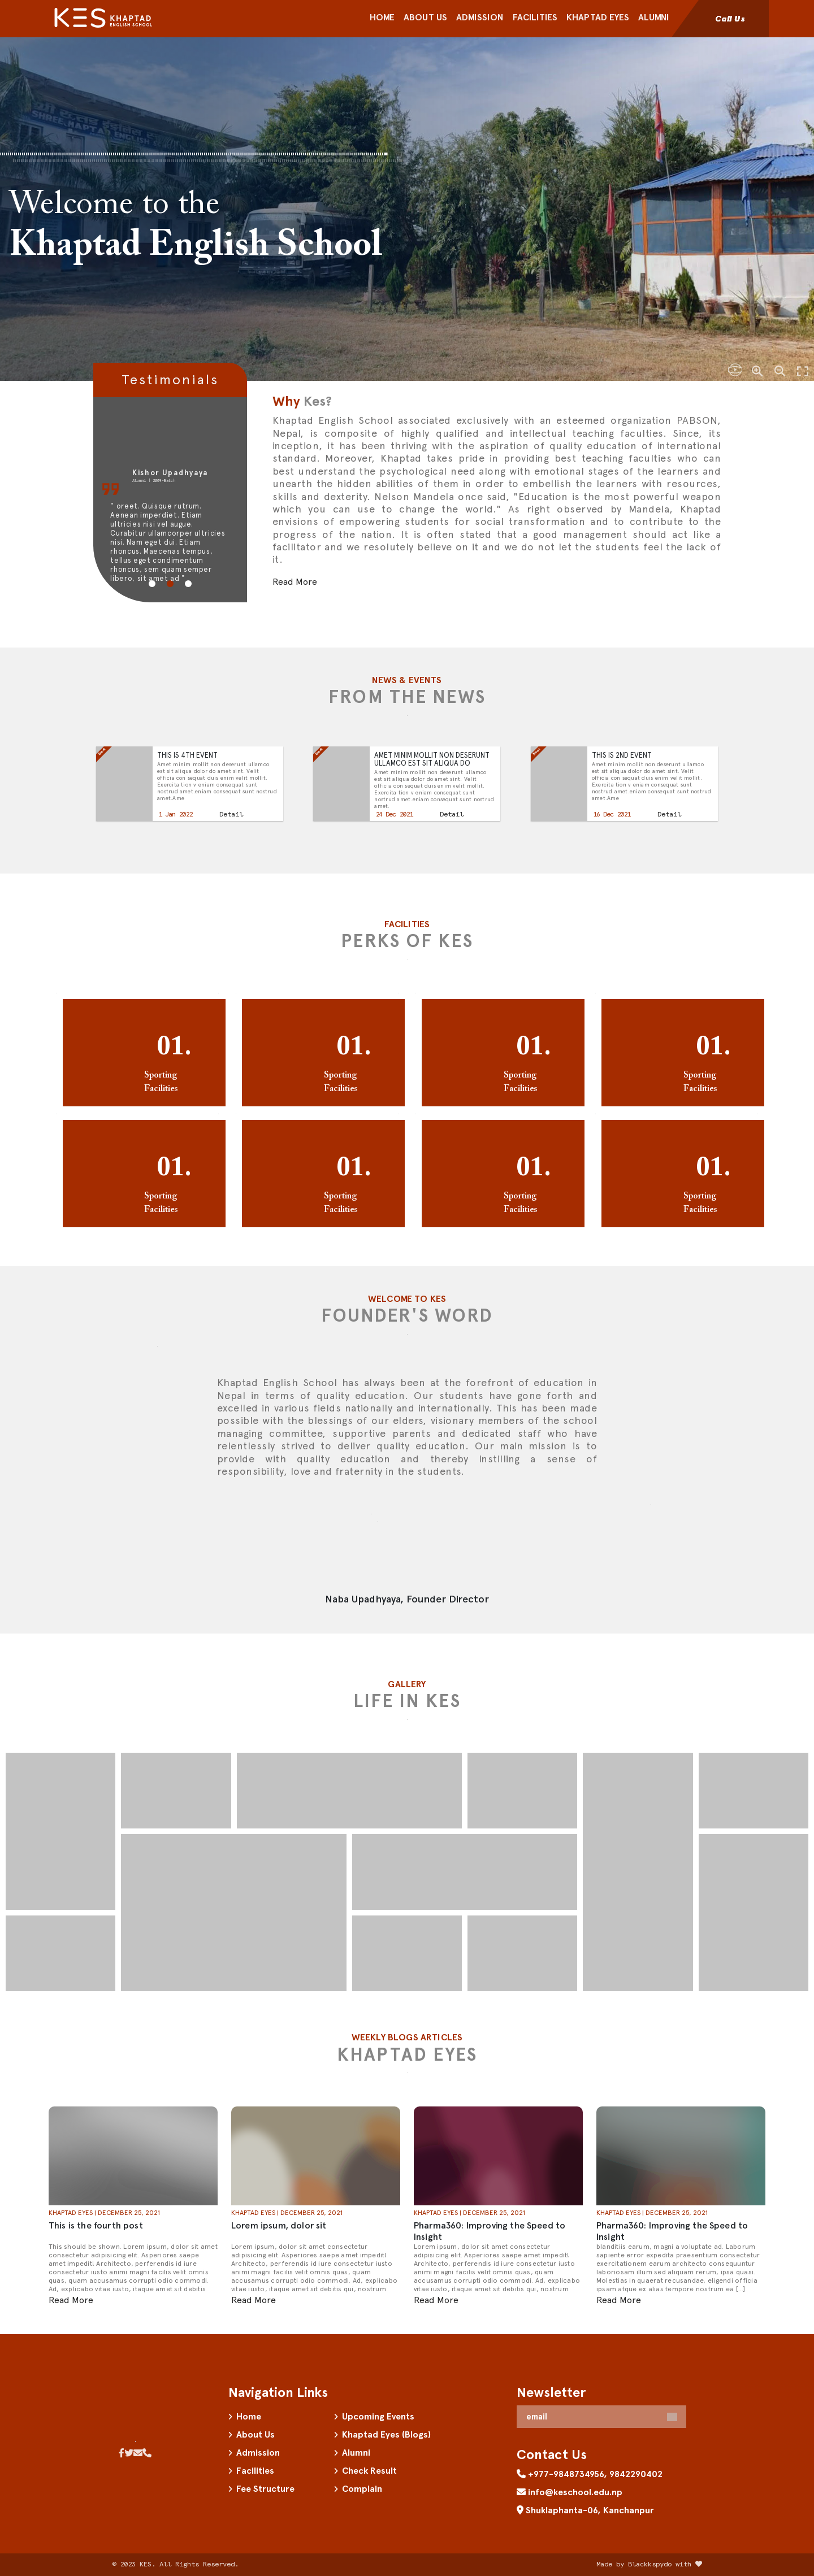 KES KHAPTAD
ENGLISH SCHOOL
HOME ABOUT US ADMISSION FACILITIES KHAPTAD EYES ALUMNI Call Us
Welcome to the
Khaptad English School
Testimonials
Kishor Upadhyaya
Alumni | 2009-Batch
" oreet. Quisque rutrum.
Aenean imperdiet. Etiam
ultricies nisi vel augue.
Curabitur ullamcorper ultricies
nisi. Nam eget dui. Etiam
rhoncus. Maecenas tempus,
tellus eget condimentum
rhoncus, sem quam semper
libero, sit amet ad "
Why Kes?
Khaptad English School associated exclusively with an esteemed organization PABSON,
Nepal, is composite of highly qualified and intellectual teaching faculties. Since, its
inception, it has been thriving with the aspiration of quality education of international
standard. Moreover, Khaptad takes pride in providing best teaching faculties who can
best understand the psychological need along with emotional stages of the learners and
unearth the hidden abilities of them in order to embellish the learners with resources,
skills and dexterity. Nelson Mandela once said, "Education is the most powerful weapon
which you can use to change the world." As right observed by Mandela, Khaptad
envisions of empowering students for social transformation and to contribute to the
progress of the nation. It is often stated that a good management should act like a
facilitator and we resolutely believe on it and we do not let the students feel the lack of
it.
Read More
NEWS & EVENTS
FROM THE NEWS
THIS IS 4TH EVENT
Amet minim mollit non deserunt ullamco
est sit aliqua dolor do amet sint. Velit
officia con sequat duis enim velit mollit.
Exercita tion v eniam consequat sunt
nostrud amet eniam consequat sunt nostrud
amet.Ame
1 Jan 2022 Detail
AMET MINIM MOLLIT NON DESERUNT
ULLAMCO EST SIT ALIQUA DO
Amet minim mollit non deserunt ullamco
est sit aliqua dolor do amet sint. Velit
officia con sequat duis enim velit mollit.
Exercita tion v eniam consequat sunt
nostrud amet eniam consequat sunt nostrud
amet.
24 Dec 2021 Detail
THIS IS 2ND EVENT
Amet minim mollit non deserunt ullamco
est sit aliqua dolor do amet sint. Velit
officia con sequat duis enim velit mollit.
Exercita tion v eniam consequat sunt
nostrud amet eniam consequat sunt nostrud
amet.Ame
16 Dec 2021 Detail
FACILITIES
PERKS OF KES
01. 01. 01. 01.
Sporting Sporting Sporting Sporting
Facilities Facilities Facilities Facilities
01. 01. 01. 01.
Sporting Sporting Sporting Sporting
Facilities Facilities Facilities Facilities
WELCOME TO KES
FOUNDER'S WORD
Khaptad English School has always been at the forefront of education in
Nepal in terms of quality education. Our students have gone forth and
excelled in various fields nationally and internationally. This has been made
possible with the blessings of our elders, visionary members of the school
managing committee, supportive parents and dedicated staff who have
relentlessly strived to deliver quality education. Our main mission is to
provide with quality education and thereby instilling a sense of
responsibility, love and fraternity in the students.
Naba Upadhyaya, Founder Director
GALLERY
LIFE IN KES
WEEKLY BLOGS ARTICLES
KHAPTAD EYES
KHAPTAD EYES | DECEMBER 25, 2021
This is the fourth post
This should be shown. Lorem ipsum, dolor sit amet
consectetur adipisicing elit. Asperiores saepe
amet impedit! Architecto, perferendis id iure
consectetur iusto animi magni facilis velit omnis
quas, quam accusamus corrupti odio commodi.
Ad, explicabo vitae iusto, itaque amet sit debitis
Read More
KHAPTAD EYES | DECEMBER 25, 2021
Lorem ipsum, dolor sit
Lorem ipsum, dolor sit amet consectetur
adipisicing elit. Asperiores saepe amet impedit!
Architecto, perferendis id iure consectetur iusto
animi magni facilis velit omnis quas, quam
accusamus corrupti odio commodi. Ad, explicabo
vitae iusto, itaque amet sit debitis qui, nostrum
Read More
KHAPTAD EYES | DECEMBER 25, 2021
Pharma360: Improving the Speed to
Insight
Lorem ipsum, dolor sit amet consectetur
adipisicing elit. Asperiores saepe amet impedit!
Architecto, perferendis id iure consectetur iusto
animi magni facilis velit omnis quas, quam
accusamus corrupti odio commodi. Ad, explicabo
vitae iusto, itaque amet sit debitis qui, nostrum
Read More
KHAPTAD EYES | DECEMBER 25, 2021
Pharma360: Improving the Speed to
Insight
blanditiis earum, magni a voluptate ad. Laborum
sapiente error expedita praesentium consectetur
exercitationem earum architecto consequuntur
laboriosam illum sed aliquam rerum, ipsa quasi.
Molestias in quaerat recusandae, eligendi officia
ipsam atque ex alias tempore nostrum ea [...]
Read More
Navigation Links
Home
About Us
Admission
Facilities
Fee Structure
Upcoming Events
Khaptad Eyes (Blogs)
Alumni
Check Result
Complain
Newsletter
email
Contact Us
+977-9848734956, 9842290402
info@keschool.edu.np
Shuklaphanta-06, Kanchanpur
© 2023 KES. All Rights Reserved.
Made by Blackkspydo with